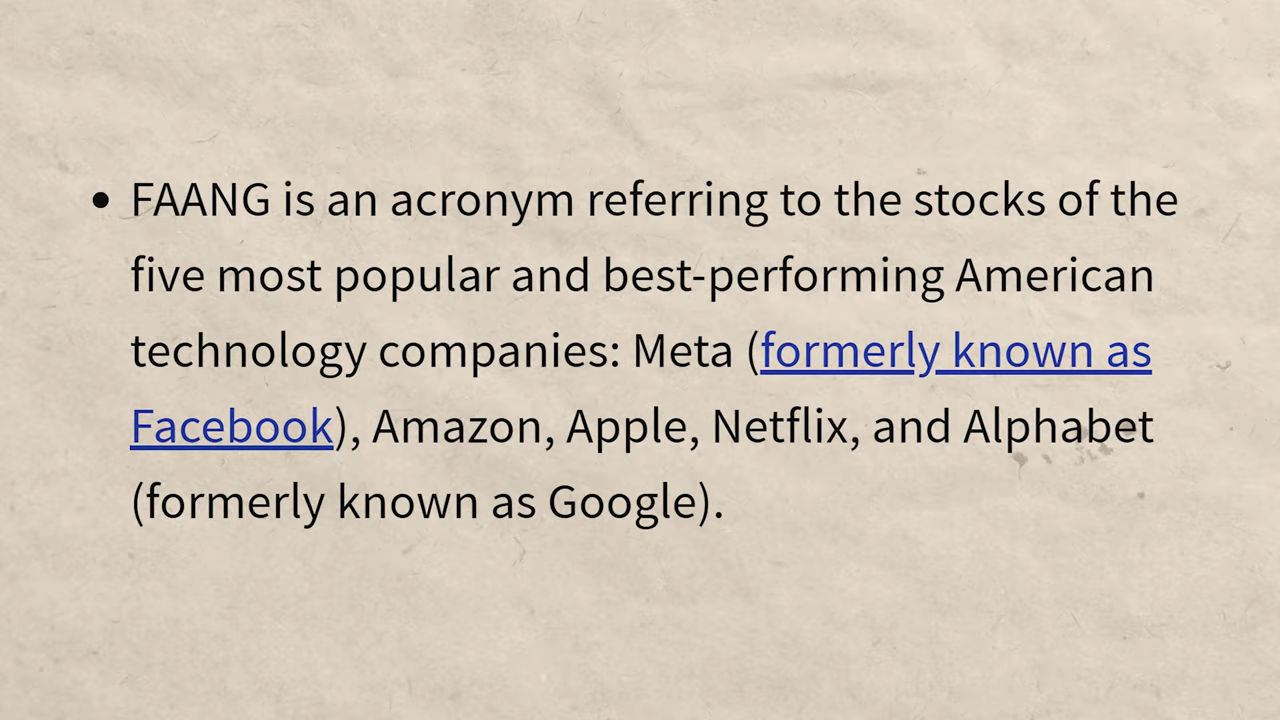 • FAANG is an acronym referring to the stocks of the
five most popular and best-performing American
technology companies: Meta (formerly known as
Facebook), Amazon, Apple, Netflix, and Alphabet
(formerly known as Google).